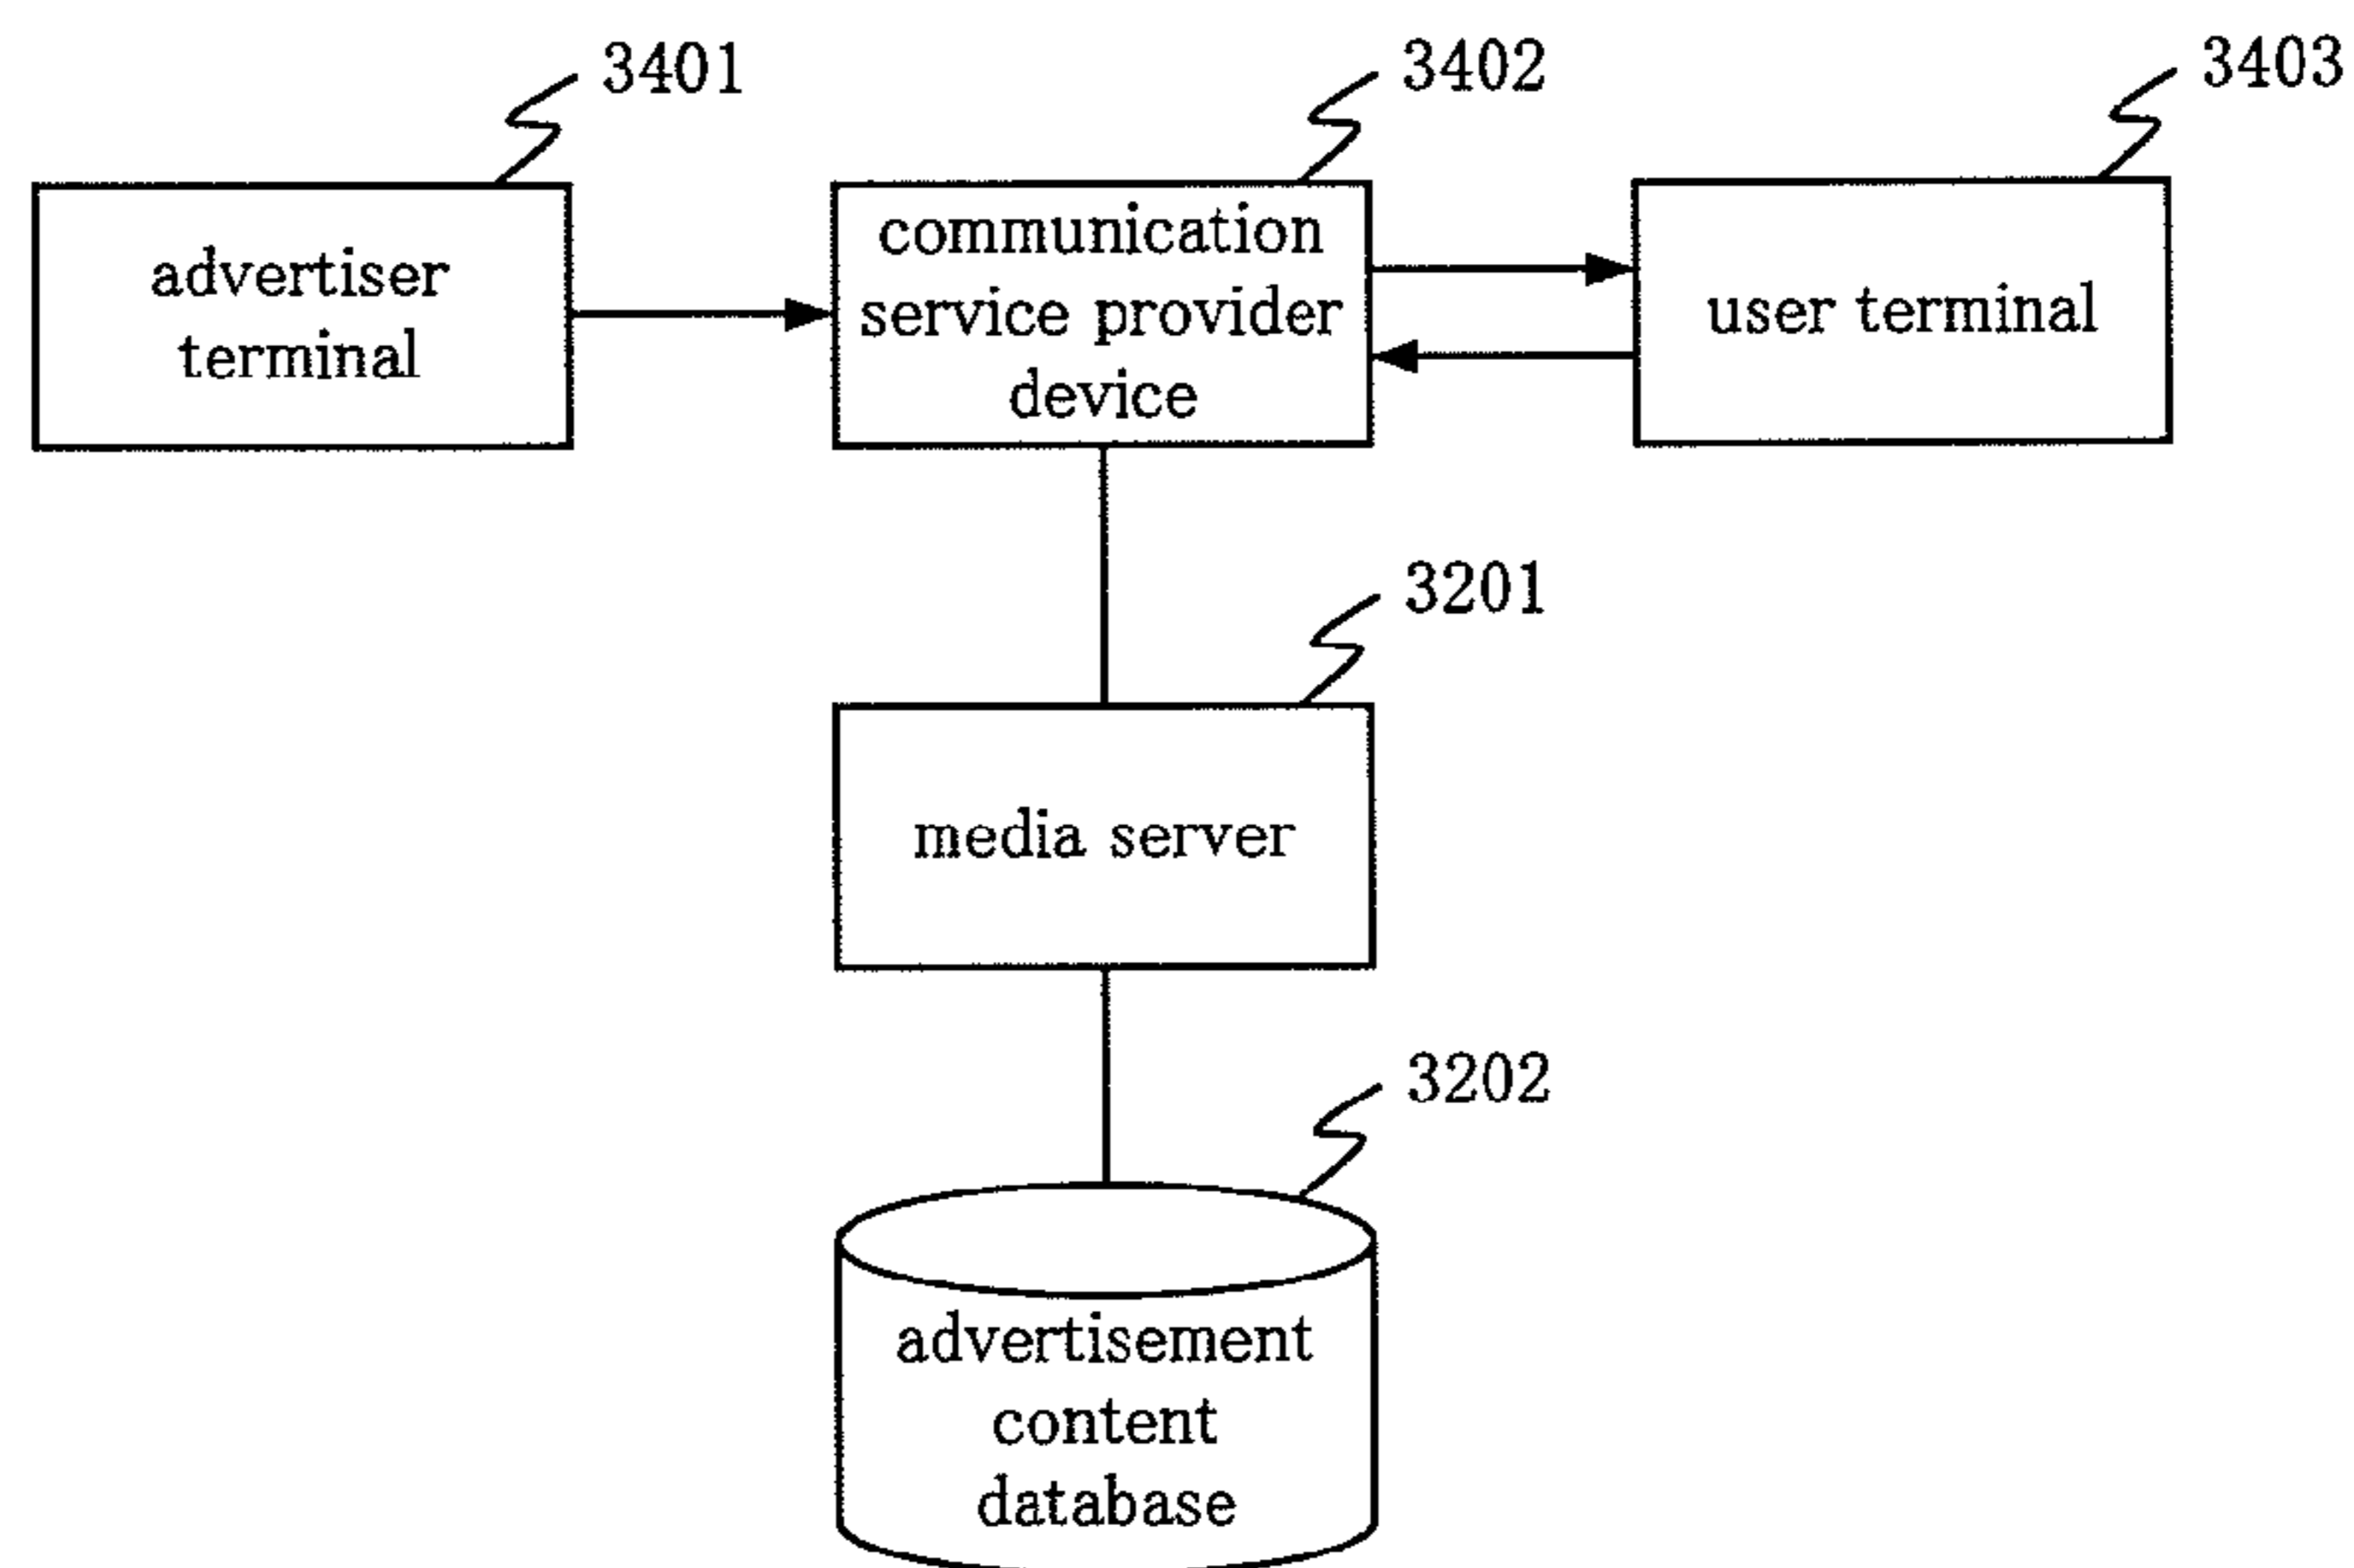 3401
3402
3403
advertiser
terminal
communication
service provider
device
user terminal
3201
media server
3202
advertisement
content
database